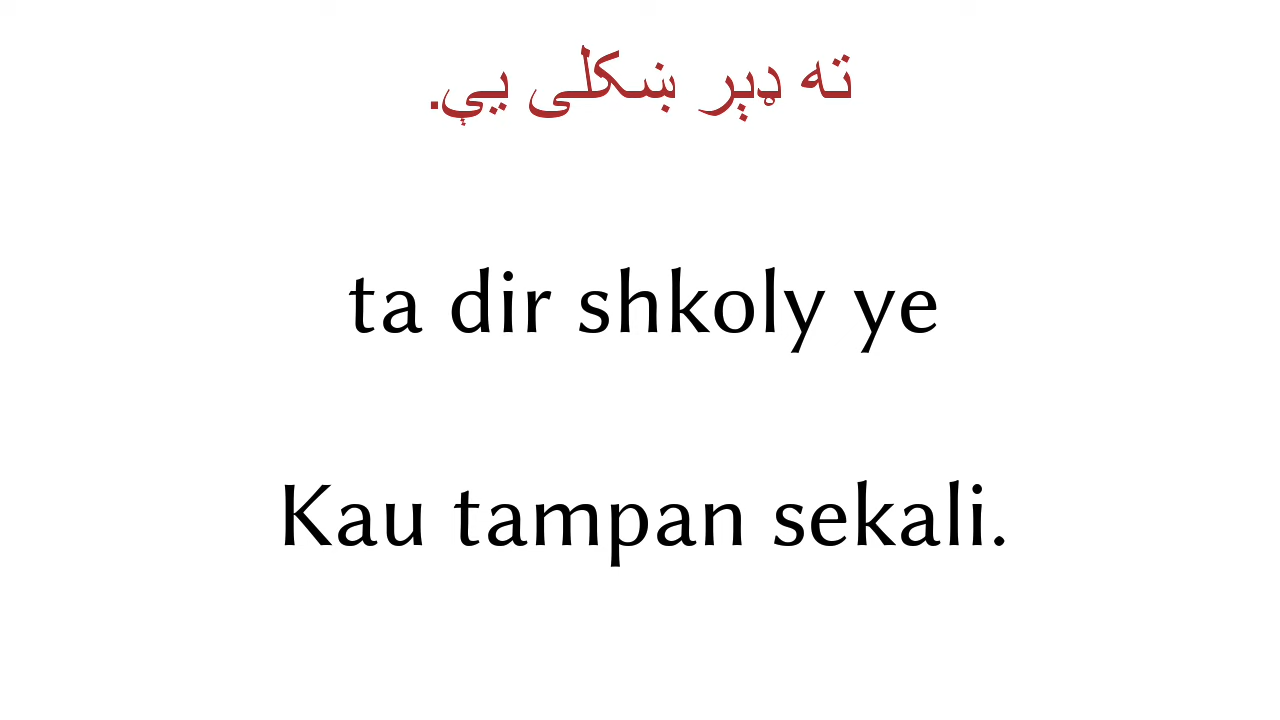 ته ډېر ښکلی يې.
ta dir shkoly ye
Kau tampan sekali.